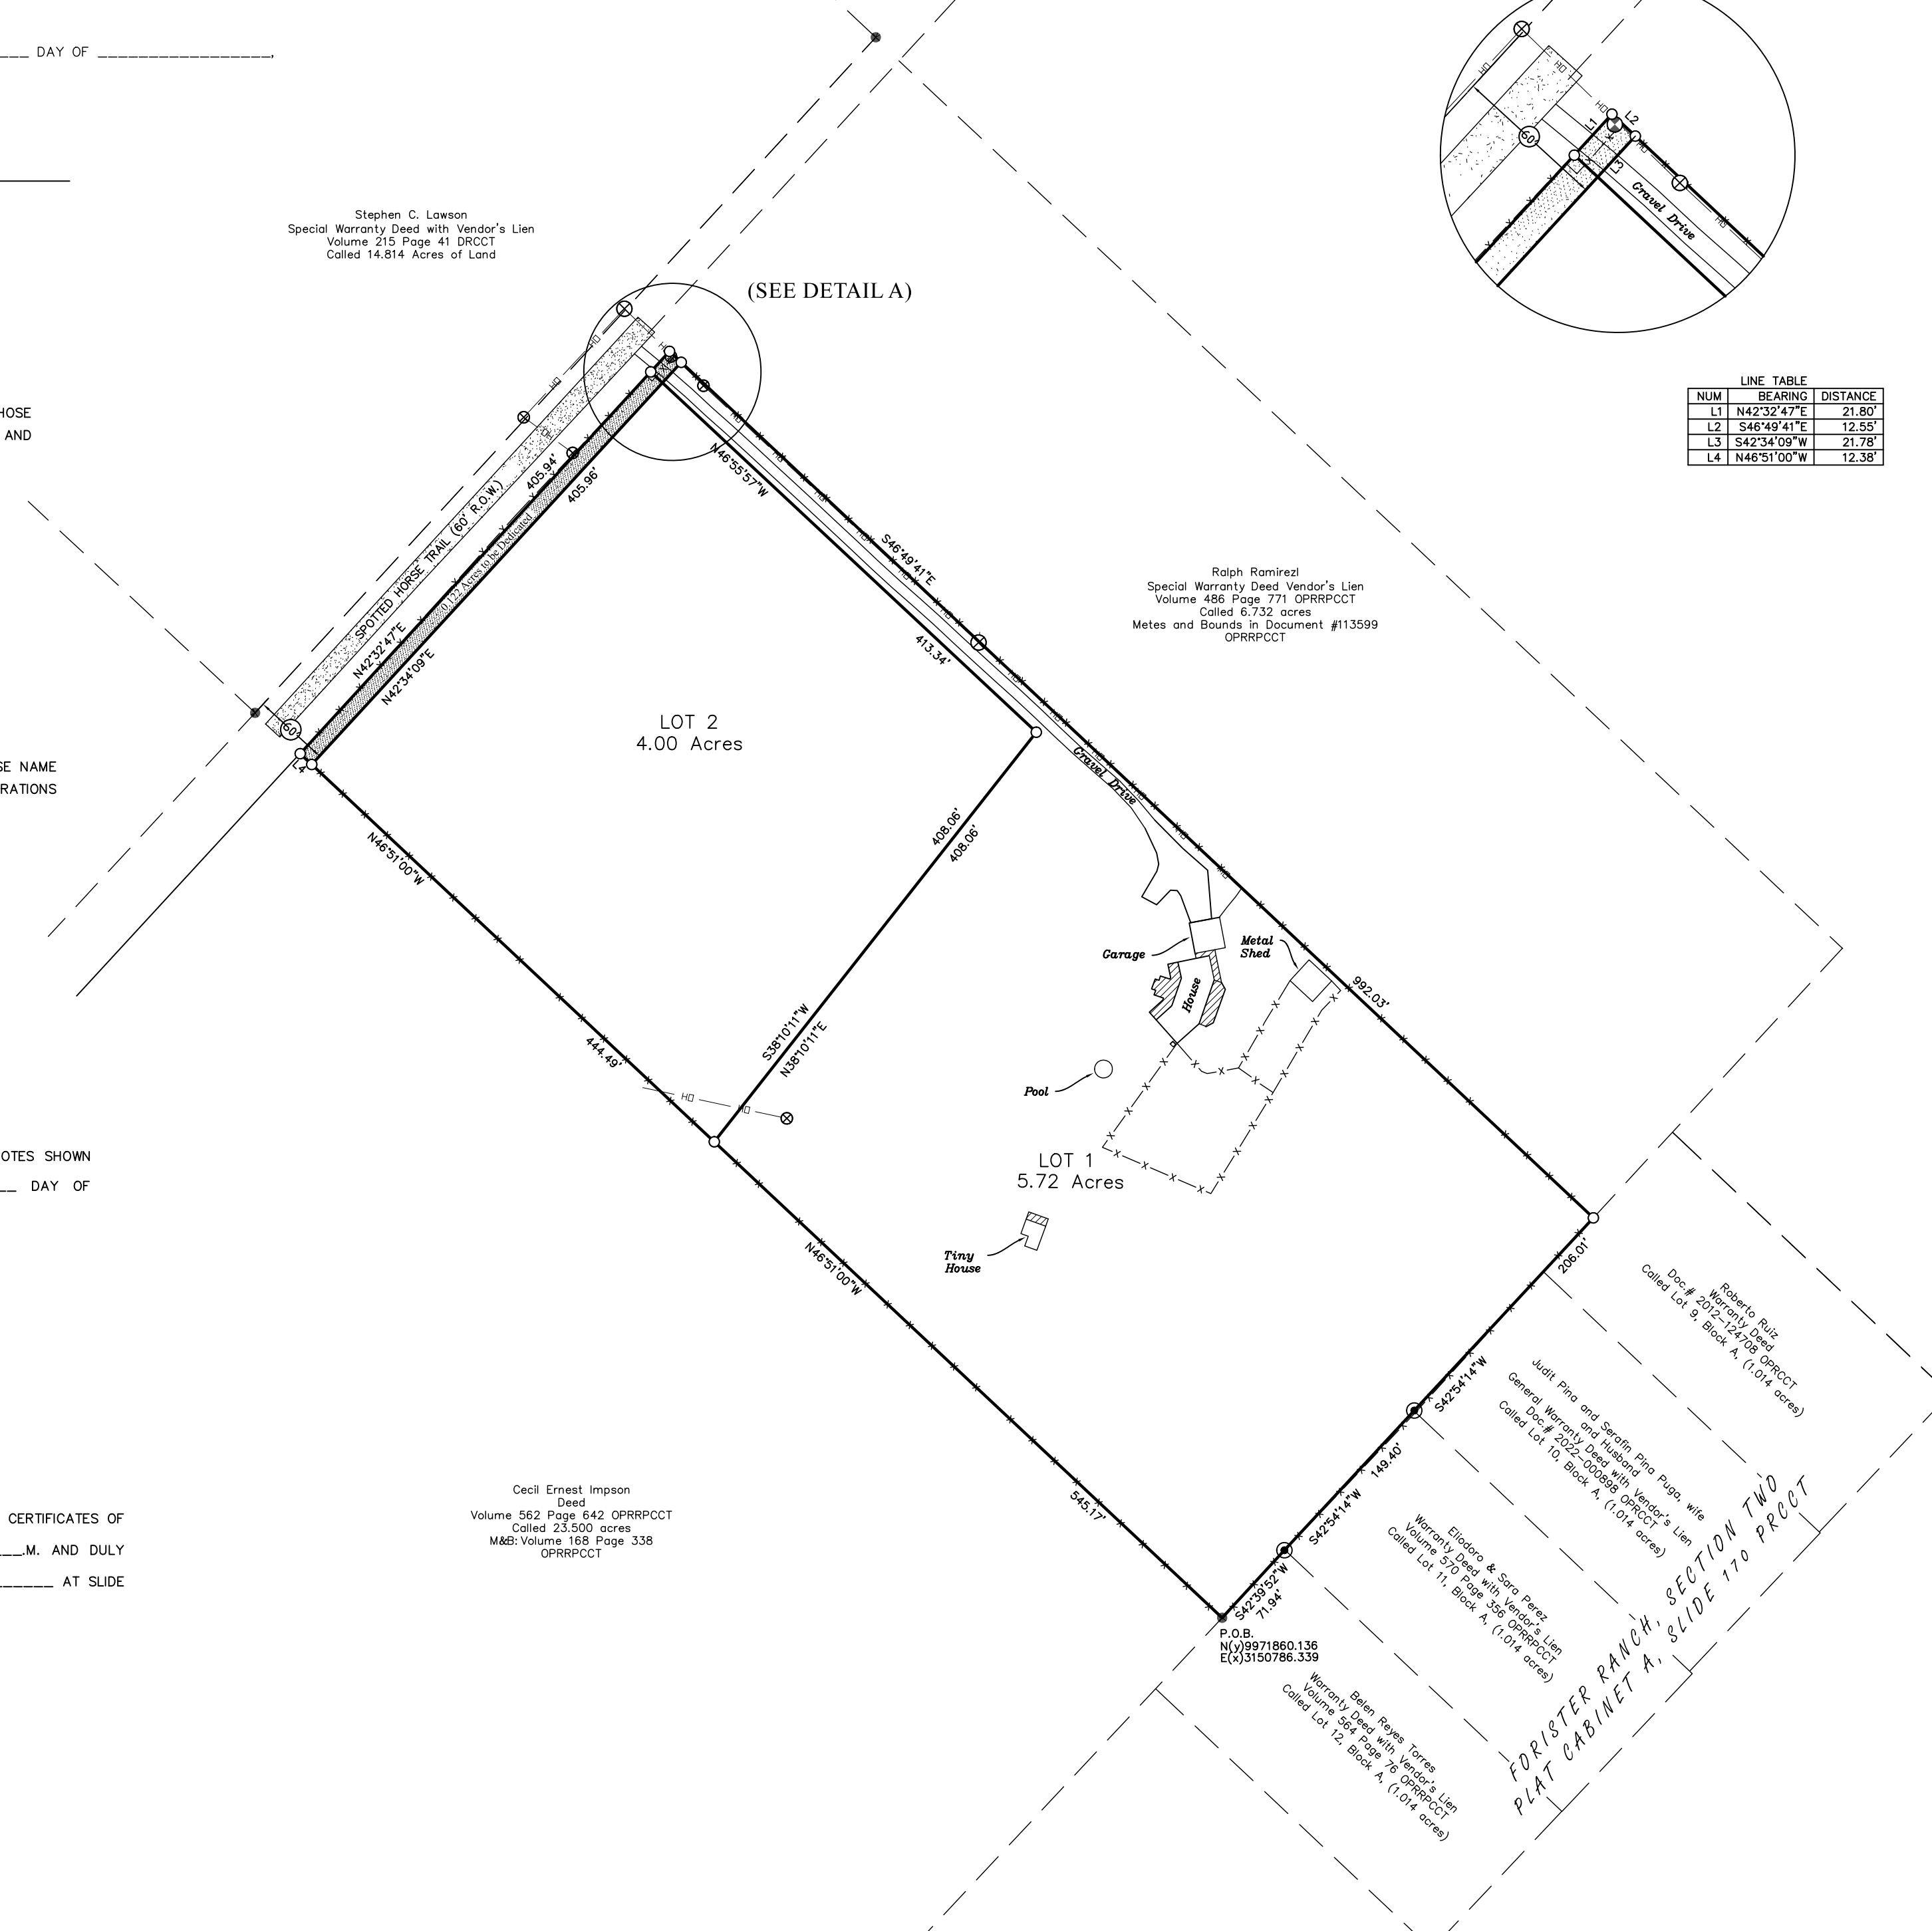 DAY OF
Stephen C. Lawson
Special Warranty Deed with Vendor's Lien
Volume 215 Page 41 DRCCT
Called 14.814 Acres of Land
(SEE DETAIL A)
60'
L1
L2
L3
Gravel Drive
OH
LINE TABLE
NUM BEARING DISTANCE
L1 N42°32'47"E 21.80'
L2 S46°49'41"E 12.55'
L3 S42°34'09"W 21.78'
L4 N46°51'00"W 12.38'
HOSE
AND
SPOTTED HORSE TRAIL (60' R.O.W.)
0.122 Acres to be Dedicated
405.94'
405.96'
N42°32'47"E
N42°34'09"E
60'
L4
N46°55'57"W
413.34'
S46°49'41"E
Ralph Ramirezl
Special Warranty Deed Vendor's Lien
Volume 486 Page 771 OPRRPCCT
Called 6.732 acres
Metes and Bounds in Document #113599
OPRRPCCT
LOT 2
4.00 Acres
SE NAME
RATIONS
Gravel Drive
N46°51'00"W
444.49'
408.06'
408.06'
S38°10'11"W
N38°10'11"E
OH
Garage
Metal
Shed
House
992.03'
Pool
LOT 1
5.72 Acres
Tiny
House
OTES SHOWN
DAY OF
N46°51'00"W
545.17'
206.01'
S42°54'14"W
149.40'
S42°54'14"W
S42°39'52"W
71.94'
P.O.B.
N(y)9971860.136
E(x)3150786.339
Roberto Ruiz
Warranty Deed
Doc.# 2012-124708 OPRCCT
Called Lot 9, Block A, (1.014 acres)
Judit Pina and Serafin Pina Puga, wife
and Husband
General Warranty Deed with Vendor's Lien
Doc.# 2022-000898 OPRCCT
Called Lot 10, Block A, (1.014 acres)
Eliodoro & Sara Perez
Warranty Deed with Vendor's Lien
Volume 570 Page 356 OPRRPCCT
Called Lot 11, Block A, (1.014 acres)
Belen Reyes Torres
Warranty Deed with Vendor's Lien
Volume 564 Page 76 OPRRPCCT
Called Lot 12, Block A, (1.014 acres)
FORISTER RANCH, SECTION TWO
PLAT CABINET A, SLIDE 170 PRCCT
Cecil Ernest Impson
Deed
Volume 562 Page 642 OPRRPCCT
Called 23.500 acres
M&B: Volume 168 Page 338
OPRRPCCT
CERTIFICATES OF
.M. AND DULY
AT SLIDE